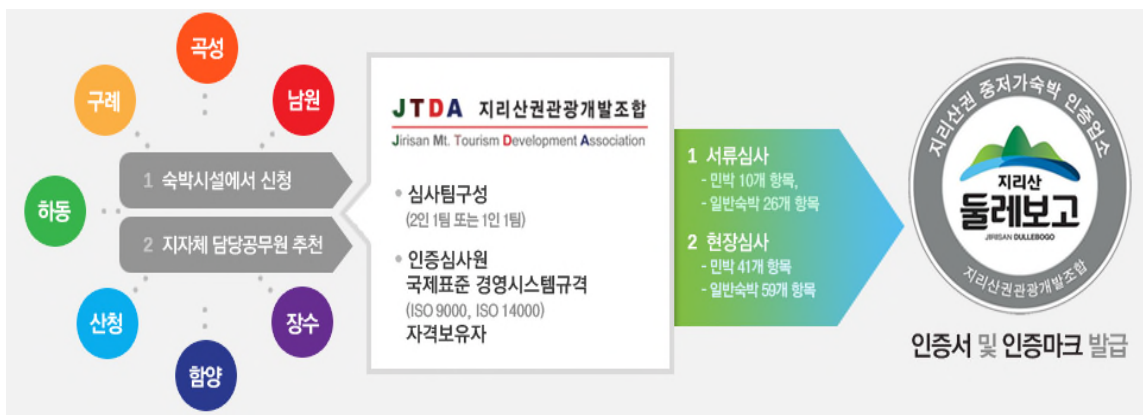 곡성
구례
남원
하동
산청
장수
함양
1 숙박시설에서 신청
2 지자체 담당공무원 추천
JTDA 지리산권관광개발조합
Jirisan Mt. Tourism Development Association
• 심사팀구성
(2인 1팀 또는 1인 1팀)
• 인증심사원
국제표준 경영시스템규격
(ISO 9000, ISO 14000)
자격보유자
1 서류심사
- 민박 10개 항목,
- 일반숙박 26개 항목
2 현장심사
- 민박 41개 항목
- 일반숙박 59개 항목
지리산권 중저가숙박 인증업소
지리산
둘레보고
JIRISAN DULLEBOGO
지리산권관광개발조합
인증서 및 인증마크 발급